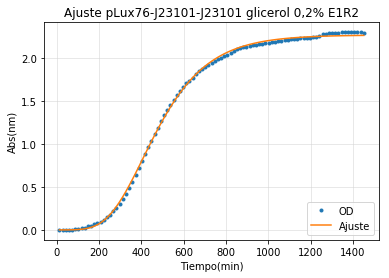 Ajuste pLux76-J23101-J23101 glicerol 0,2% E1R2
Abs(nm)
2.0
1.5
1.0
0.5
0.0
0 200 400 600 800 1000 1200 1400
Tiempo(min)
OD
Ajuste